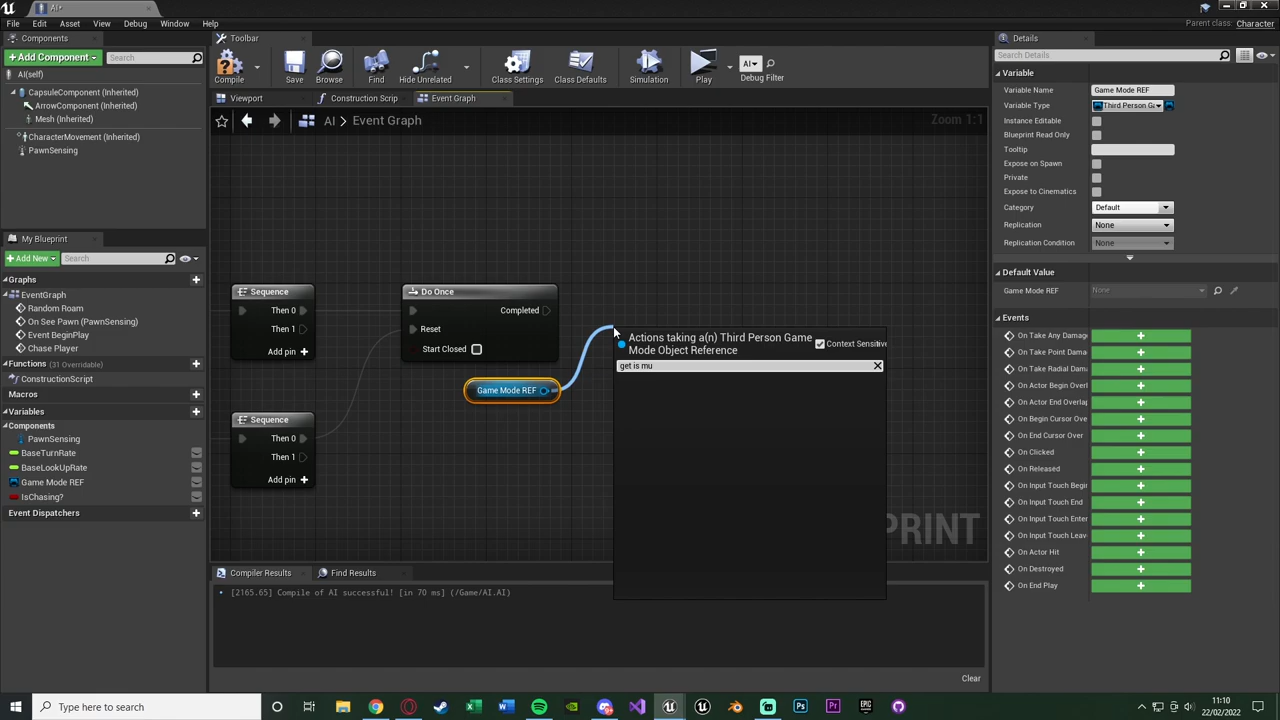 AI*
File Edit Asset View Debug Window Help
Parent class: Character
Components
Toolbar
Details
+Add Component
Search
AI(self)
CapsuleComponent (Inherited)
ArrowComponent (Inherited)
Mesh (Inherited)
CharacterMovement (Inherited)
PawnSensing
Compile
Save
Browse
Find
Hide Unrelated
Class Settings
Class Defaults
Simulation
Play
AI
Debug Filter
Viewport
Construction Scrip
Event Graph
AI > Event Graph
Zoom 1:1
My Blueprint
+Add New
Search
Graphs
EventGraph
Random Roam
On See Pawn (PawnSensing)
Event BeginPlay
Chase Player
Functions (31 Overridable)
ConstructionScript
Macros
Variables
Components
PawnSensing
BaseTurnRate
BaseLookUpRate
Game Mode REF
IsChasing?
Event Dispatchers
Sequence
Then 0
Then 1
Add pin +
Do Once
Completed
Reset
Start Closed
Game Mode REF
Sequence
Then 0
Then 1
Add pin +
Actions taking a(n) Third Person Game
Mode Object Reference
Context Sensitive
get is mu
PRINT
Compiler Results
Find Results
[2165.65] Compile of AI successful! [in 70 ms] (/Game/AI.AI)
Clear
Search Details
Variable
Variable Name Game Mode REF
Variable Type Third Person Ga
Instance Editable
Blueprint Read Only
Tooltip
Expose on Spawn
Private
Expose to Cinematics
Category Default
Replication None
Replication Condition None
Default Value
Game Mode REF None
Events
On Take Any Damag
On Take Point Dama
On Take Radial Dam
On Actor Begin Overl
On Actor End Overlap
On Begin Cursor Ove
On End Cursor Over
On Clicked
On Released
On Input Touch Begin
On Input Touch End
On Input Touch Enter
On Input Touch Leav
On Actor Hit
On Destroyed
On End Play
Type here to search
11:10
22/02/2022